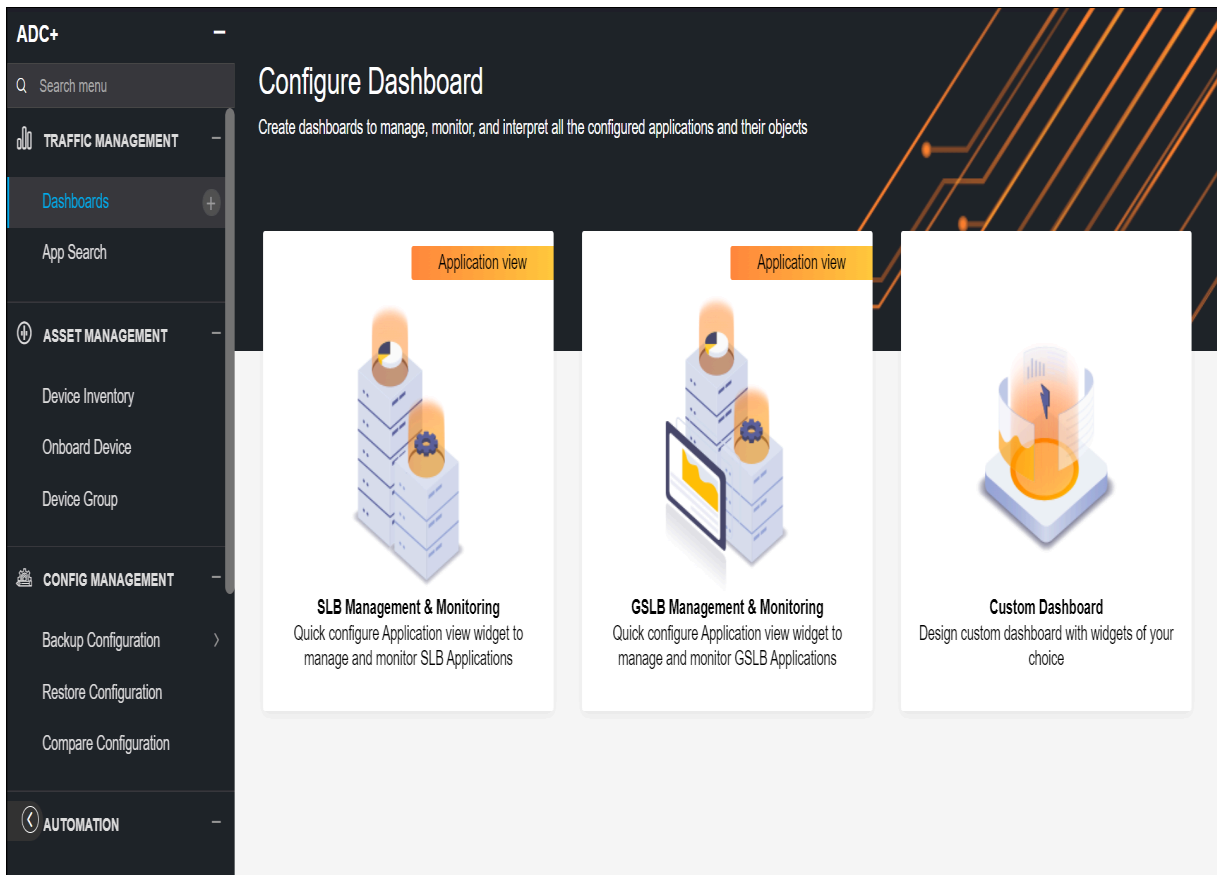 ADC+
Search menu
TRAFFIC MANAGEMENT
Dashboards
App Search
ASSET MANAGEMENT
Device Inventory
Onboard Device
Device Group
CONFIG MANAGEMENT
Backup Configuration
Restore Configuration
Compare Configuration
AUTOMATION
Configure Dashboard
Create dashboards to manage, monitor, and interpret all the configured applications and their objects
Application view
SLB Management & Monitoring
Quick configure Application view widget to
manage and monitor SLB Applications
Application view
GSLB Management & Monitoring
Quick configure Application view widget to
manage and monitor GSLB Applications
Custom Dashboard
Design custom dashboard with widgets of your
choice